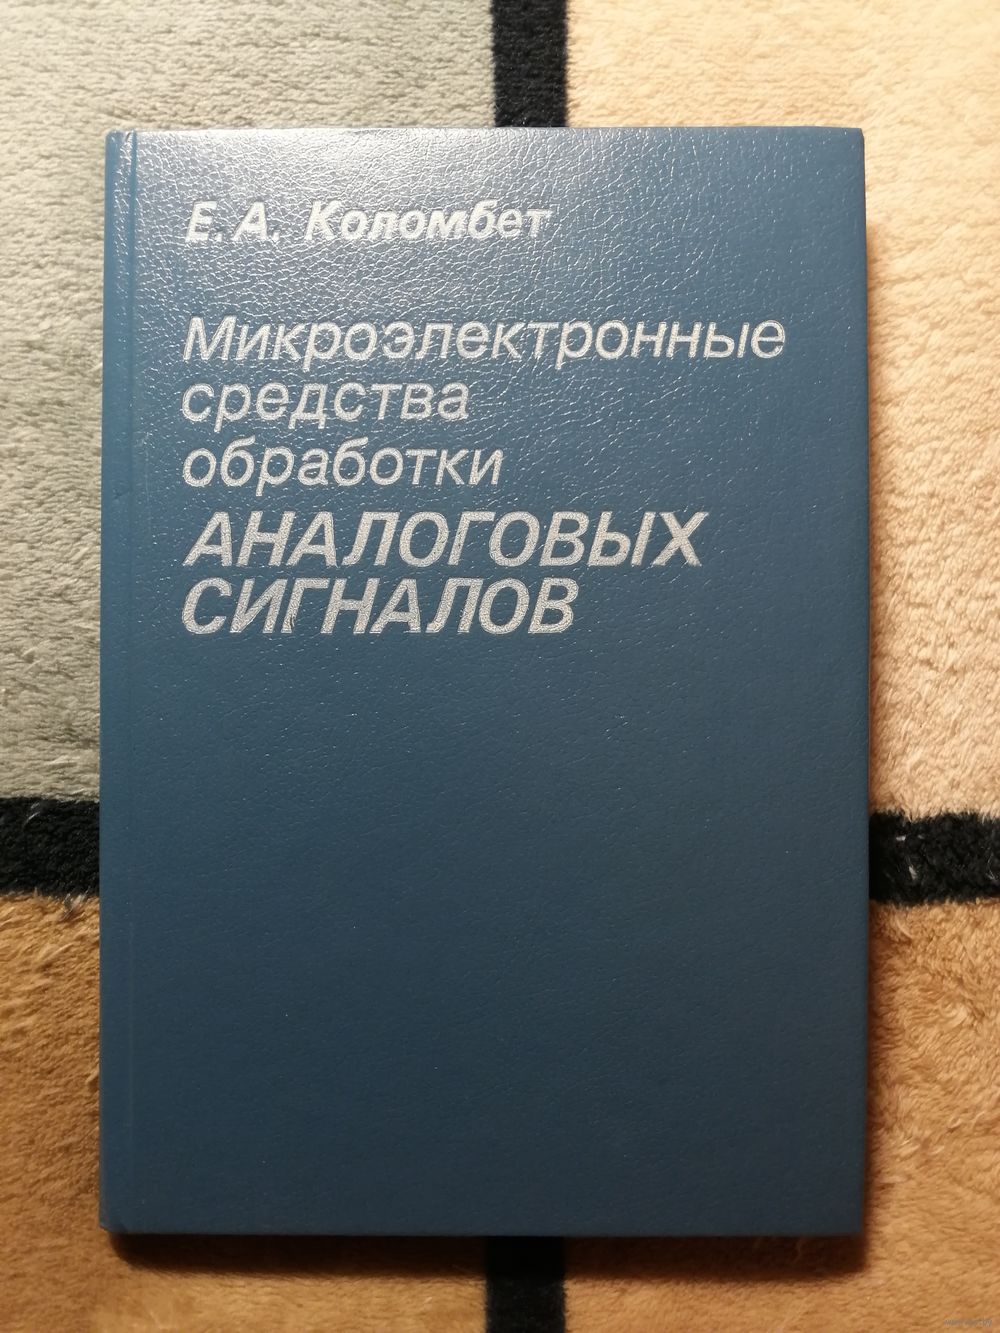 Е. А. Коломбет
Микроэлектронные
средства
обработки
АНАЛОГОВЫХ
СИГНАЛОВ